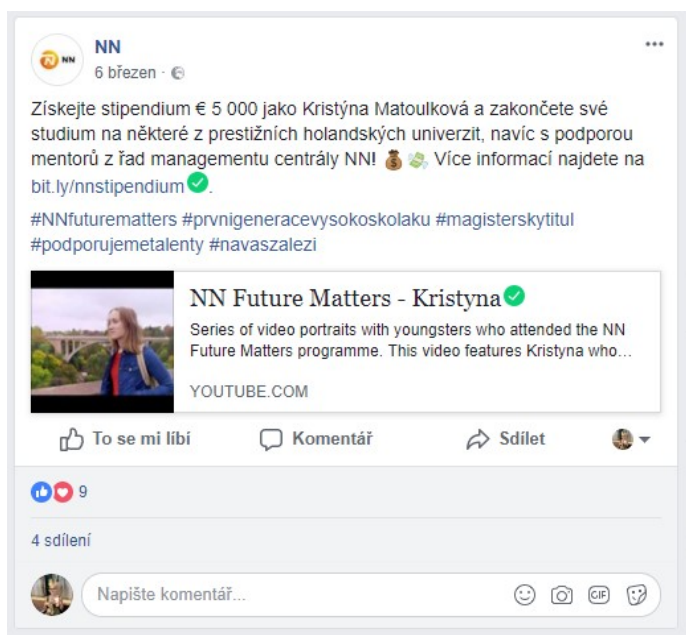 NN
NN
6 březen ·
Získejte stipendium € 5 000 jako Kristýna Matoulková a zakončete své
studium na některé z prestižních holandských univerzit, navíc s podporou
mentorů z řad managementu centrály NN! 💰 💸 Více informací najdete na
bit.ly/nnstipendium.
#NNfuturematters #prvnigeneracevysokoskolaku #magisterskytitul
#podporujemetalenty #navaszalezi
NN Future Matters - Kristyna
Series of video portraits with youngsters who attended the NN
Future Matters programme. This video features Kristyna who...
YOUTUBE.COM
To se mi líbí Komentář Sdílet
9
4 sdílení
Napište komentář... GIF